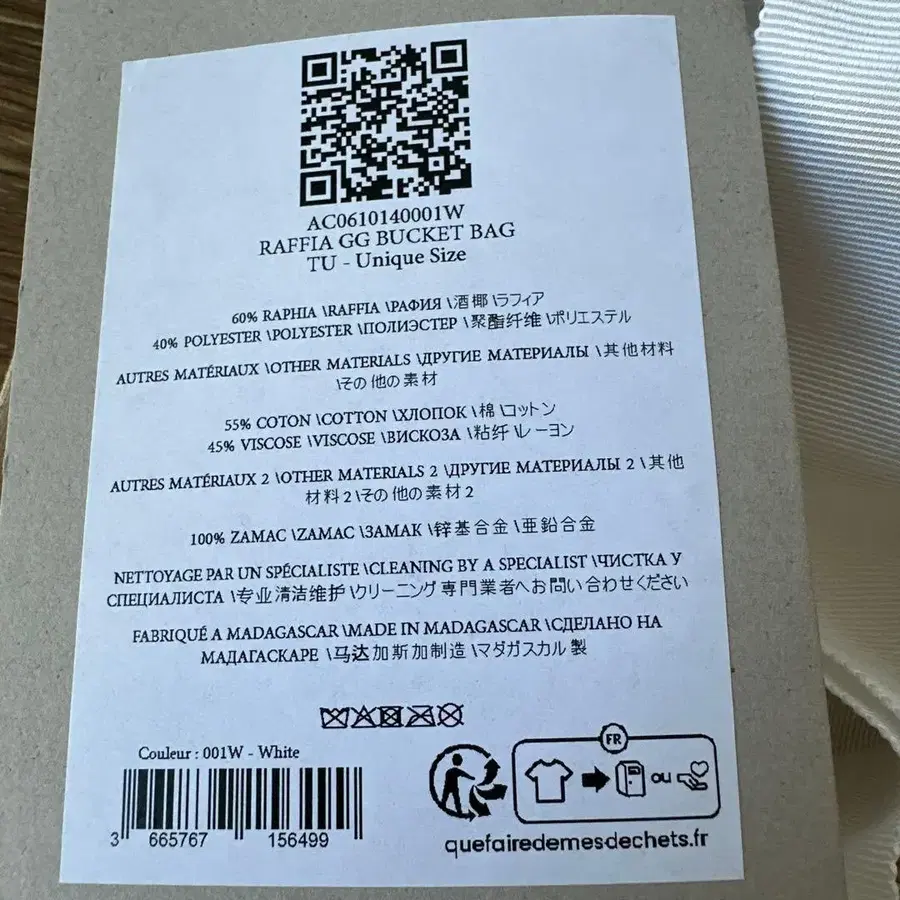 AC0610140001W
RAFFIA GG BUCKET BAG
TU - Unique Size
60% RAPHIA \RAFFIA \РАФИЯ \酒椰 \ラフィア
40% POLYESTER \POLYESTER \ПОЛИЭСТЕР \聚酯纤维 \ポリエステル
AUTRES MATÉRIAUX \OTHER MATERIALS \ДРУГИЕ МАТЕРИАЛЫ \其他材料
\その他の素材
55% COTON \COTTON \ХЛОПОК \棉 \コットン
45% VISCOSE \VISCOSE \ВИСКОЗА \粘纤 \レーヨン
AUTRES MATÉRIAUX 2 \OTHER MATERIALS 2 \ДРУГИЕ МАТЕРИАЛЫ 2 \其他
材料2 \その他の素材2
100% ZAMAC \ZAMAC \ЗАМАК \锌基合金 \亜鉛合金
NETTOYAGE PAR UN SPÉCIALISTE \CLEANING BY A SPECIALIST \ЧИСТКА У
СПЕЦИАЛИСТА \专业清洁维护 \クリーニング専門業者へお問い合わせください
FABRIQUÉ A MADAGASCAR \MADE IN MADAGASCAR \СДЕЛАНО НА
МАДАГАСКАРЕ \马达加斯加制造 \マダガスカル製
Couleur : 001W - White
3 665767 156499
FR
ou
quefairedemesdechets.fr